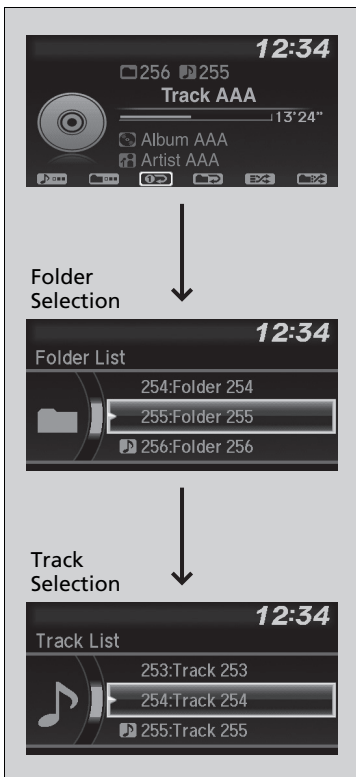 12:34
256 255
Track AAA
13'24"
Album AAA
Artist AAA
Folder
Selection
12:34
Folder List
254:Folder 254
255:Folder 255
256:Folder 256
Track
Selection
12:34
Track List
253:Track 253
254:Track 254
255:Track 255